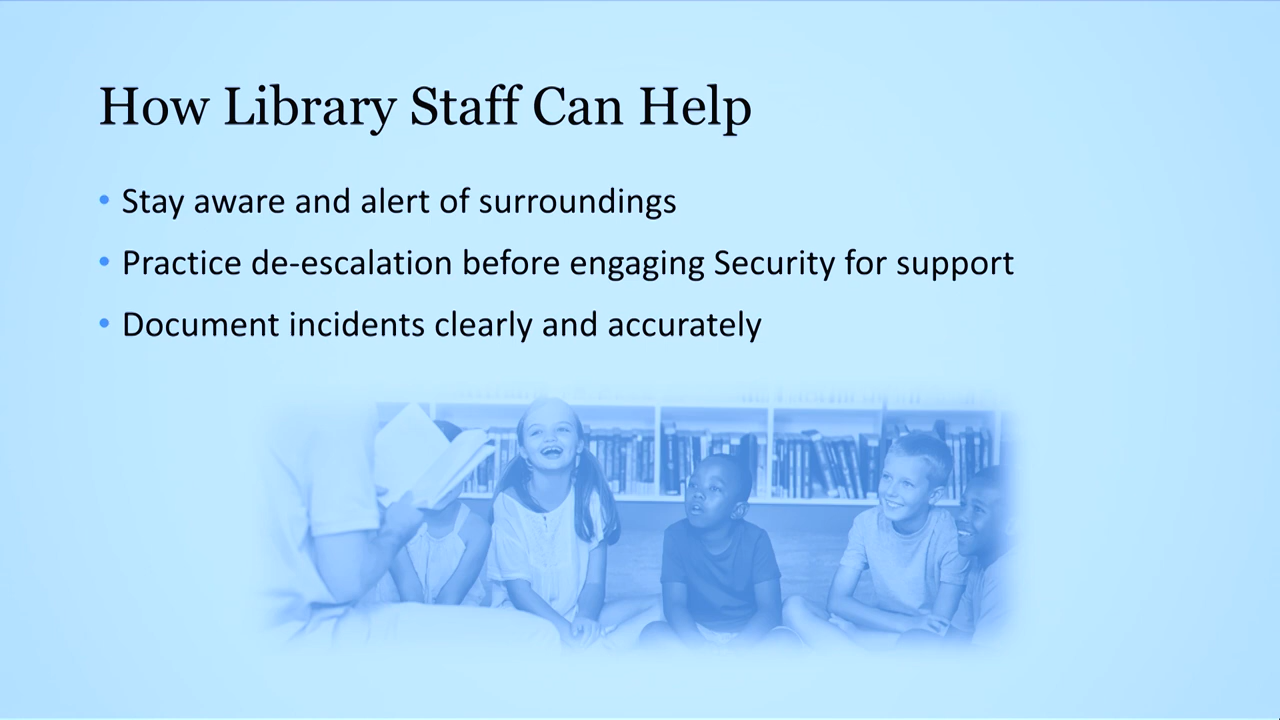 How Library Staff Can Help
• Stay aware and alert of surroundings
• Practice de-escalation before engaging Security for support
• Document incidents clearly and accurately